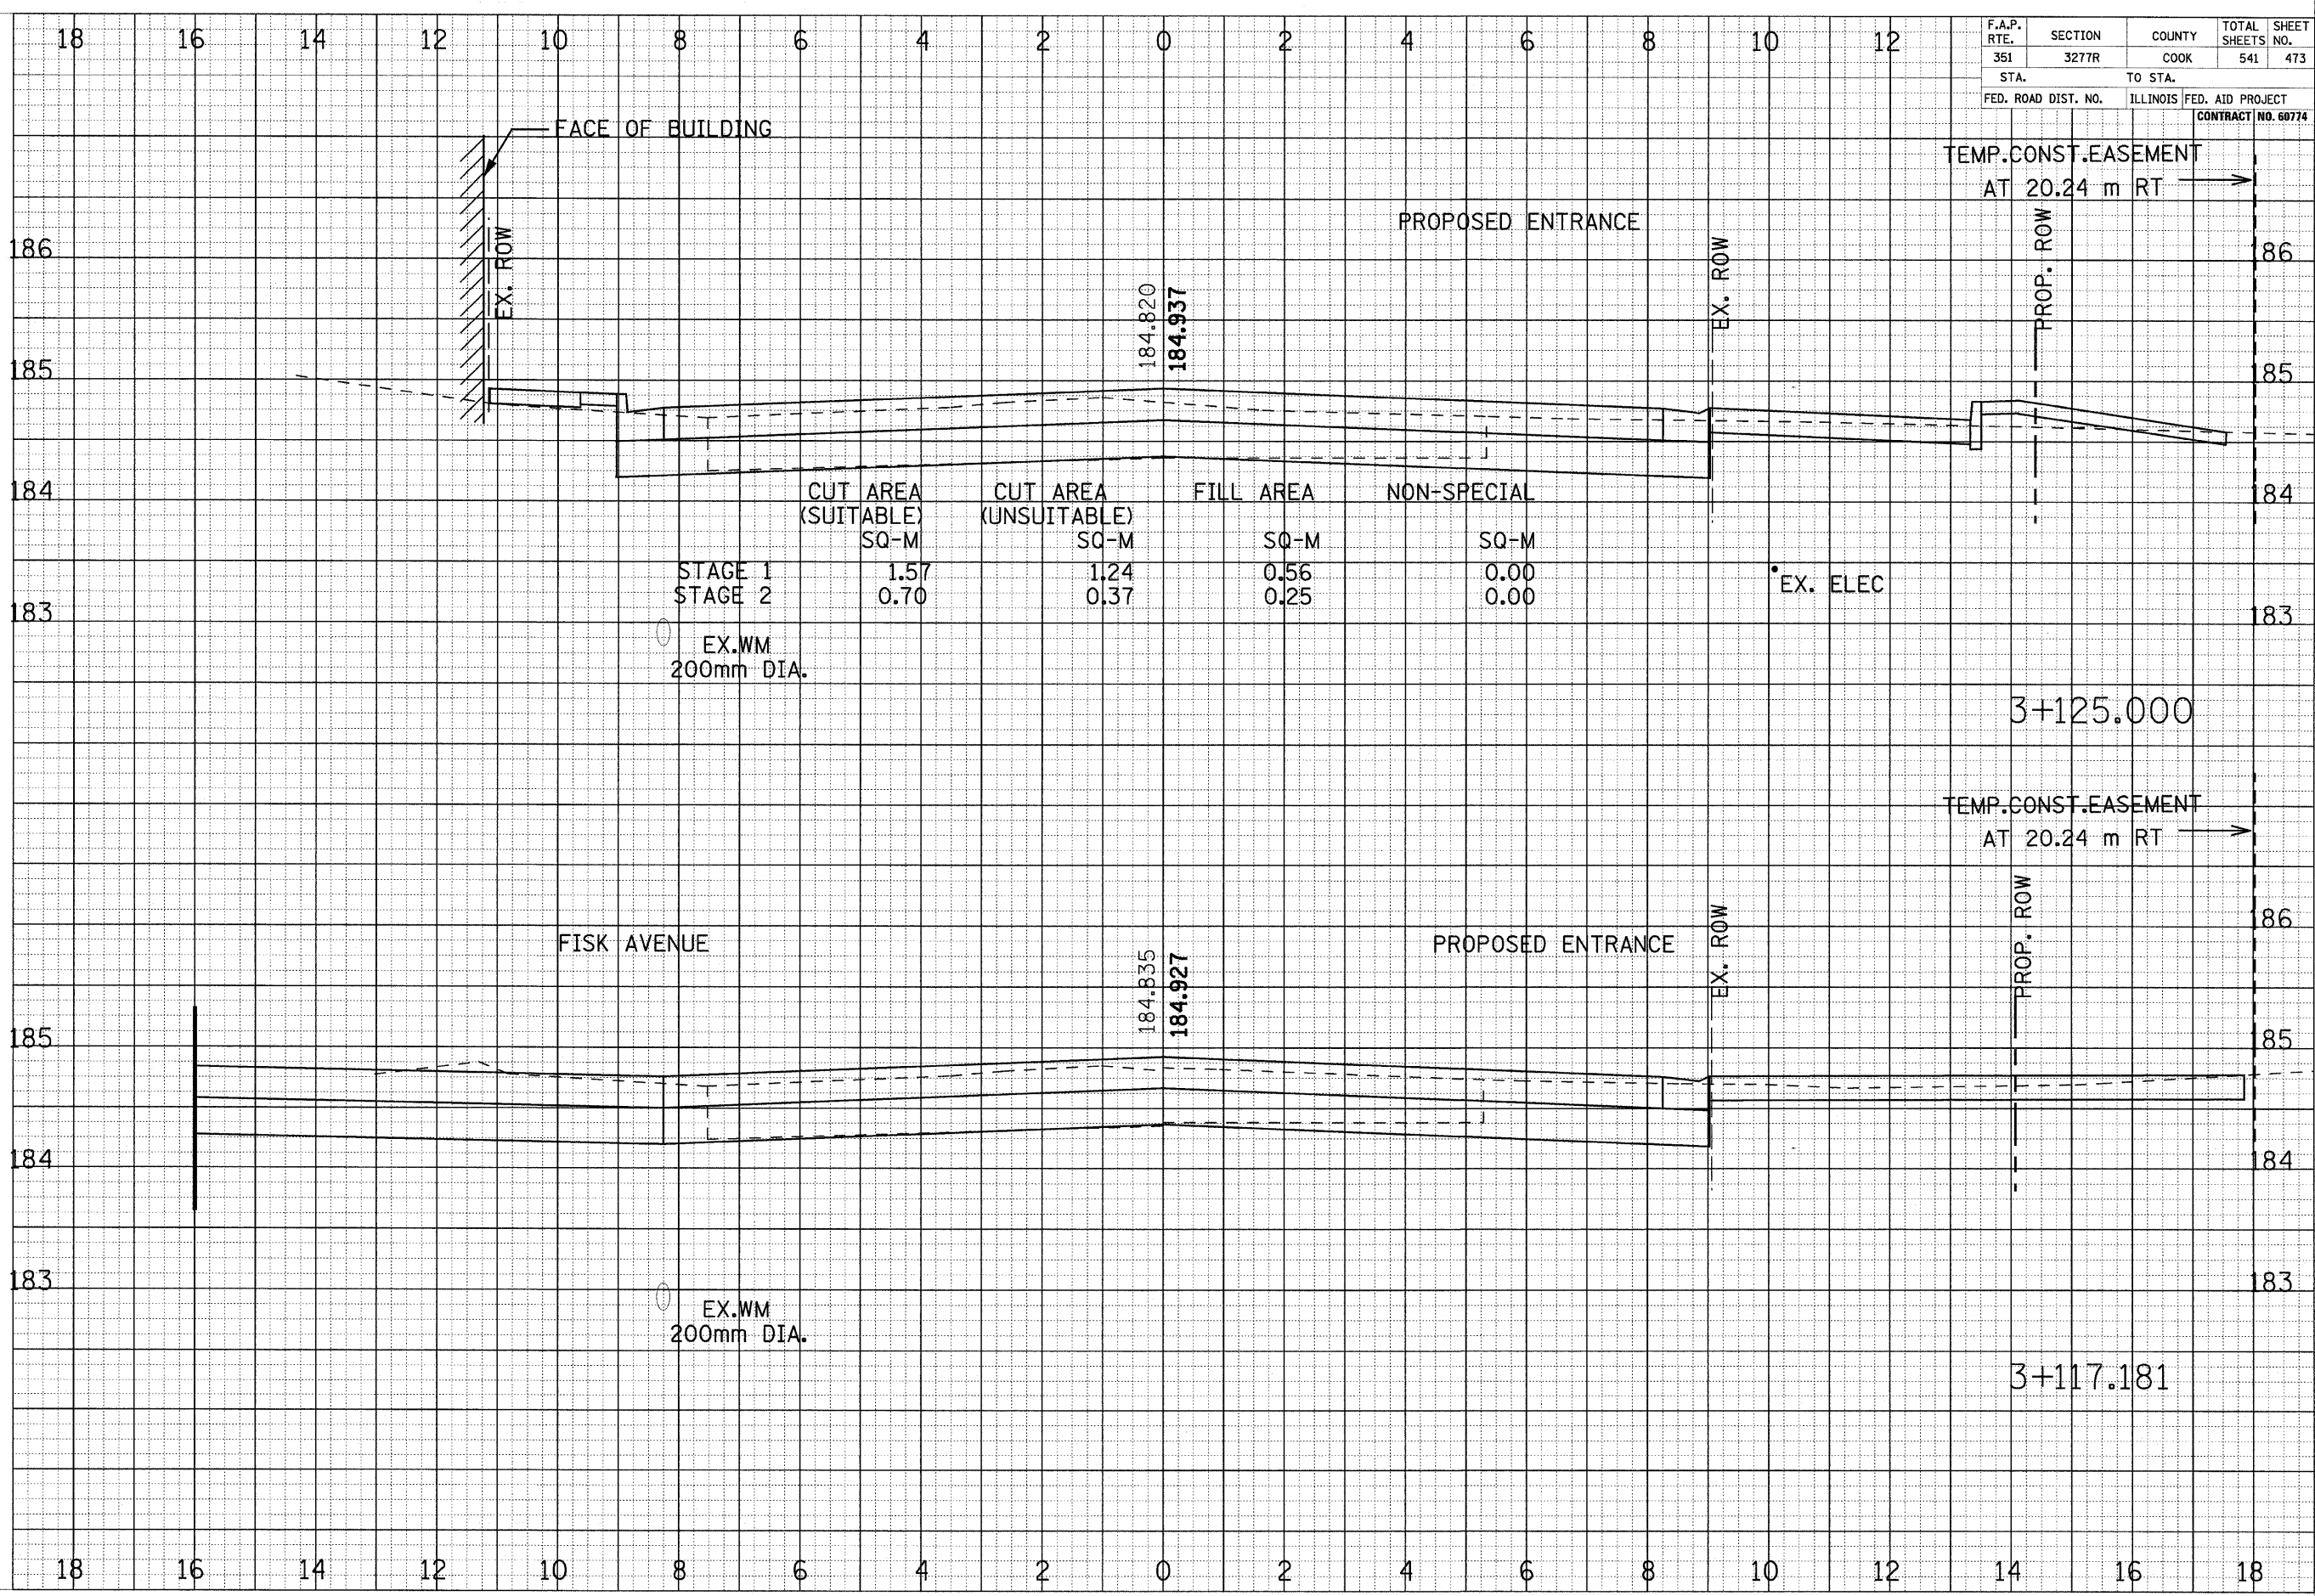 18 16 14 12 10 8 6 4 2 0 2 4 6 8 10 12
F.A.P. RTE. SECTION COUNTY TOTAL SHEETS SHEET NO.
351 3277R COOK 541 473
STA. TO STA.
FED. ROAD DIST. NO. ILLINOIS FED. AID PROJECT
CONTRACT NO. 60774
FACE OF BUILDING
TEMP.CONST.EASEMENT
AT 20.24 m RT
PROPOSED ENTRANCE
EX. ROW
EX. ROW
PROP. ROW
186 186
184.820
184.937
185 185
184 184
CUT AREA CUT AREA FILL AREA NON-SPECIAL
(SUITABLE) (UNSUITABLE)
SQ-M SQ-M SQ-M SQ-M
STAGE 1 1.57 1.24 0.56 0.00
STAGE 2 0.70 0.37 0.25 0.00
EX. ELEC
183 183
EX.WM
200mm DIA.
3+125.000
TEMP.CONST.EASEMENT
AT 20.24 m RT
186
FISK AVENUE
PROPOSED ENTRANCE
EX. ROW
PROP. ROW
184.835
184.927
185 185
184 184
183 183
EX.WM
200mm DIA.
3+117.181
18 16 14 12 10 8 6 4 2 0 2 4 6 8 10 12 14 16 18